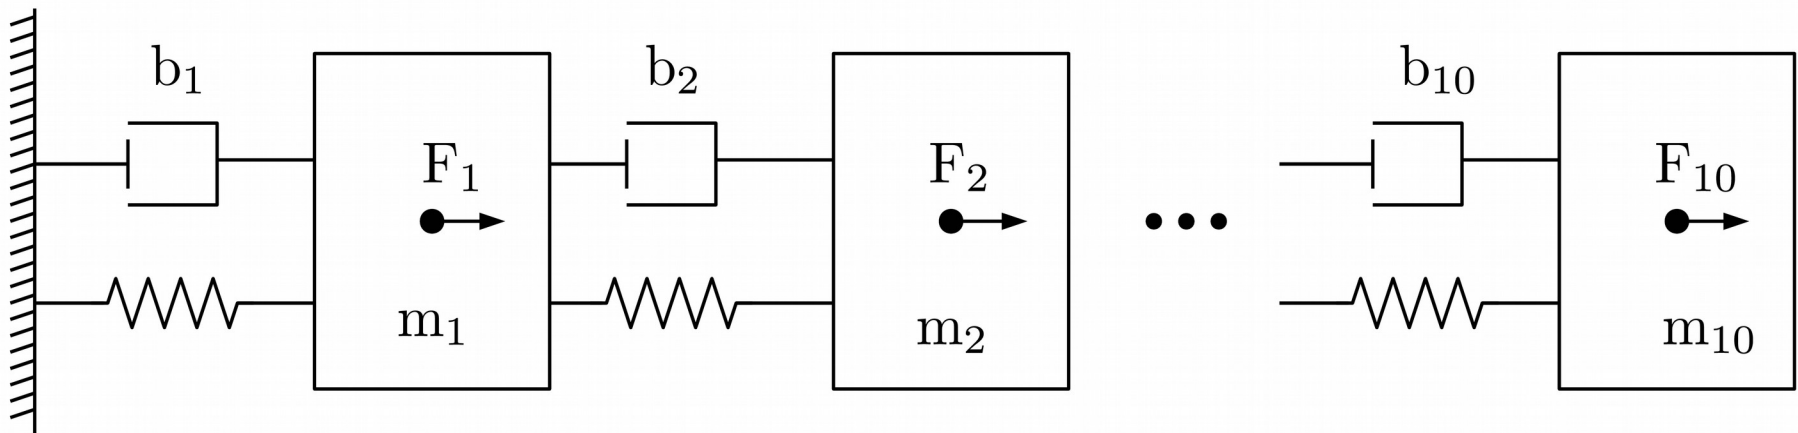 b₁ b₂ b₁₀
F₁ F₂ F₁₀
m₁ m₂ m₁₀